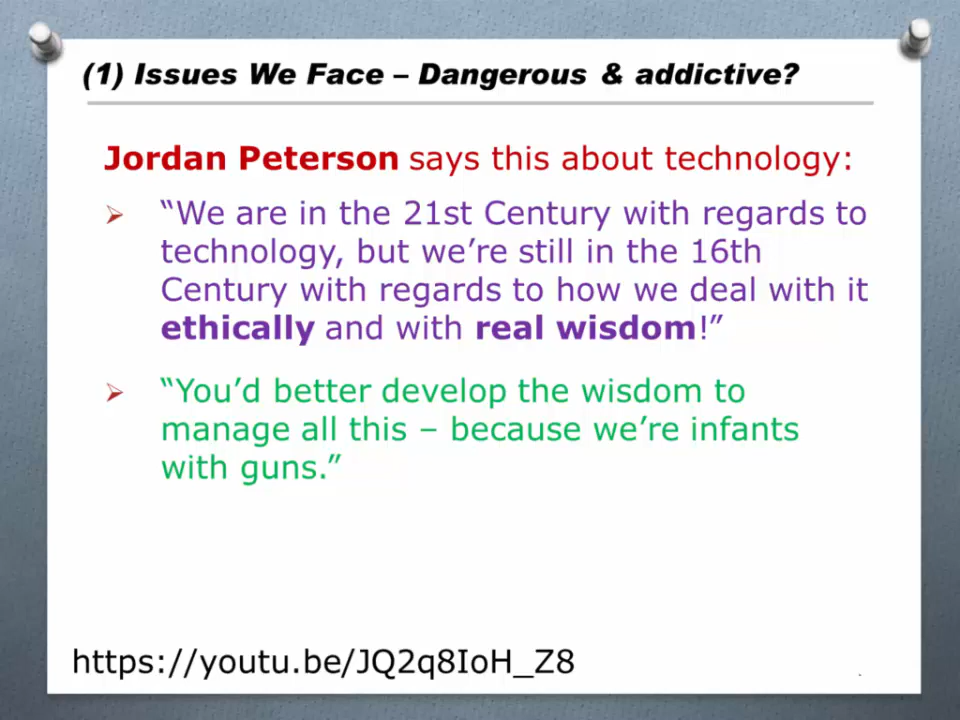 (1) Issues We Face – Dangerous & addictive?
Jordan Peterson says this about technology:
➢ “We are in the 21st Century with regards to
technology, but we’re still in the 16th
Century with regards to how we deal with it
ethically and with real wisdom!”
➢ “You’d better develop the wisdom to
manage all this – because we’re infants
with guns.”
https://youtu.be/JQ2q8IoH_Z8